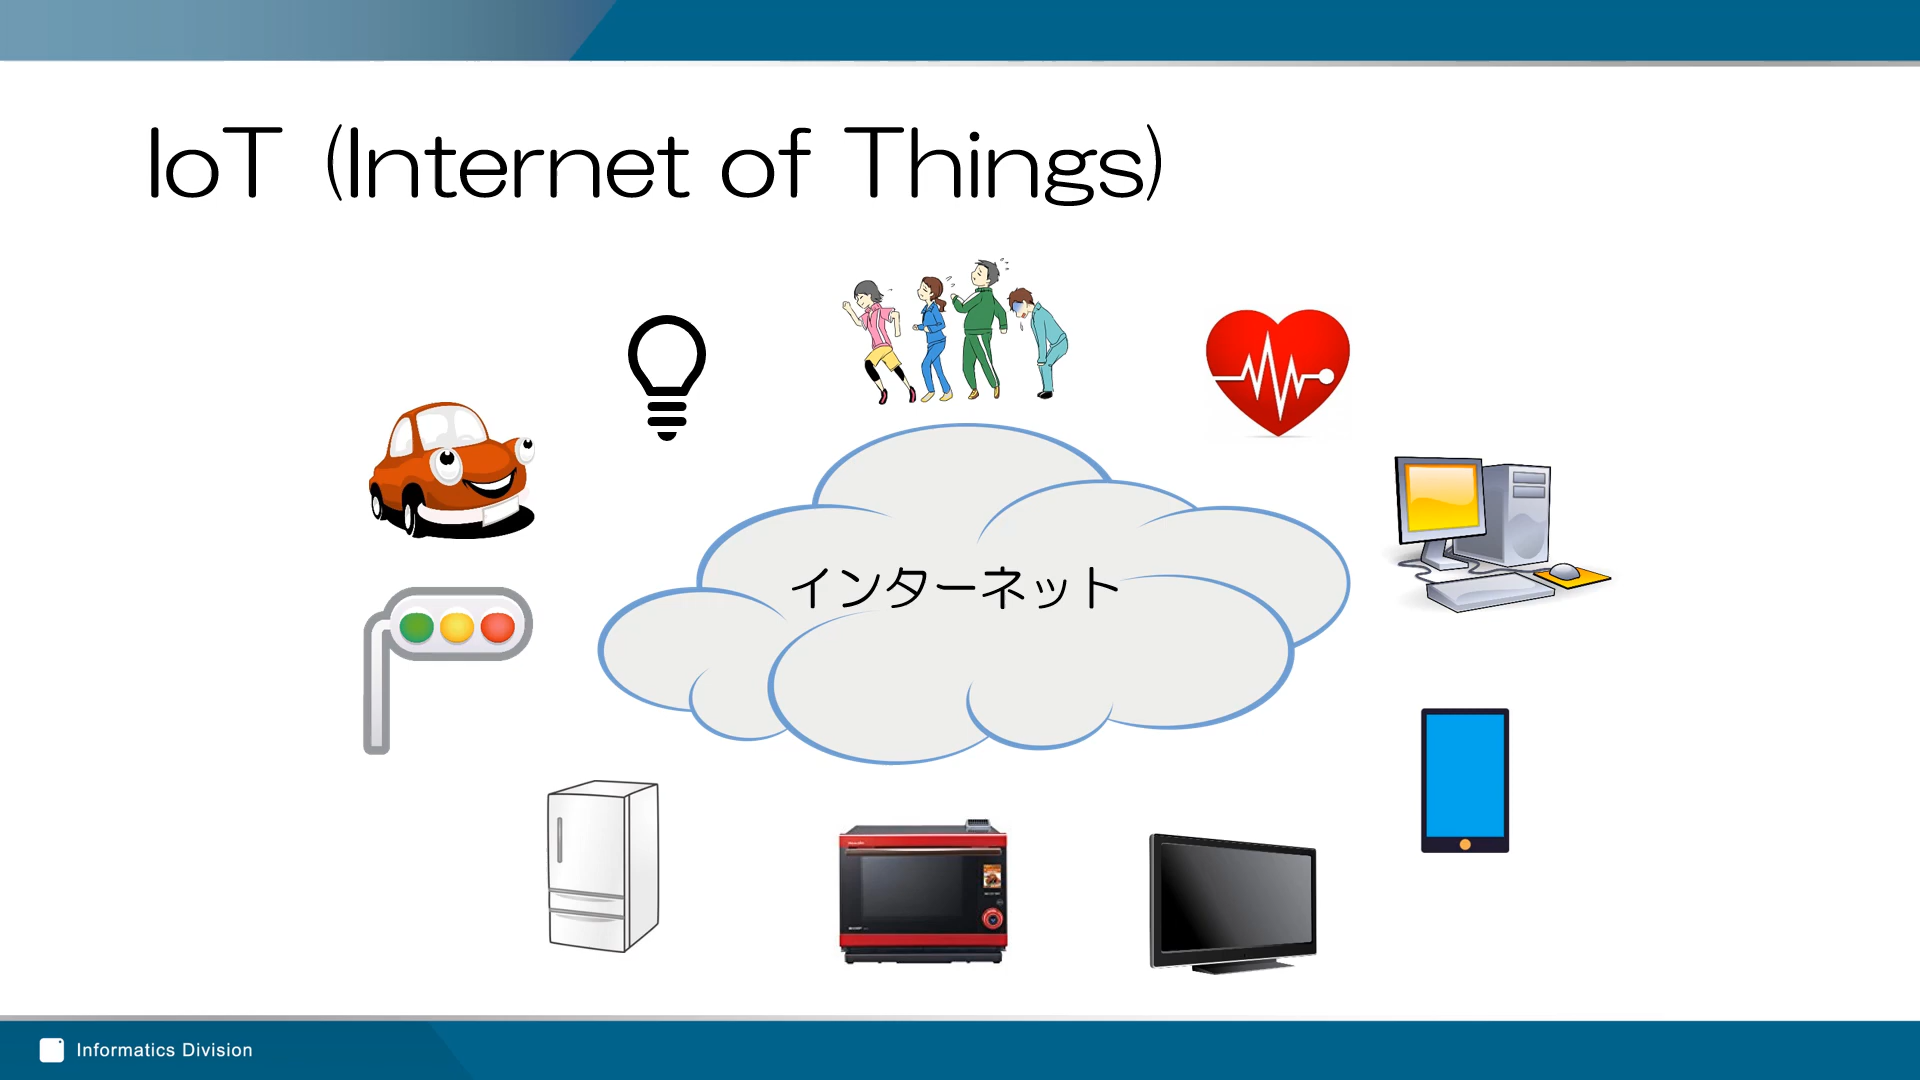 IoT (Internet of Things)
インターネット
Informatics Division